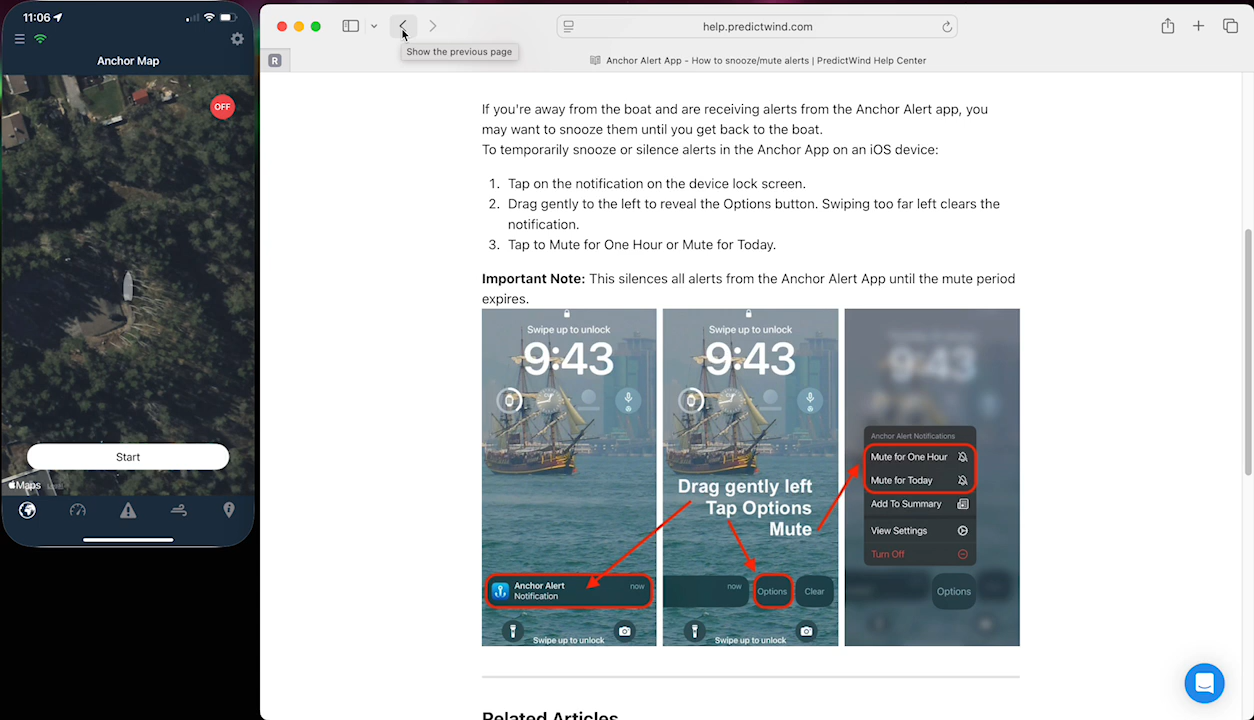 11:06
Anchor Map
OFF
Start
Maps
help.predictwind.com
Show the previous page
R
Anchor Alert App - How to snooze/mute alerts | PredictWind Help Center
If you're away from the boat and are receiving alerts from the Anchor Alert app, you
may want to snooze them until you get back to the boat.
To temporarily snooze or silence alerts in the Anchor App on an iOS device:
1. Tap on the notification on the device lock screen.
2. Drag gently to the left to reveal the Options button. Swiping too far left clears the
notification.
3. Tap to Mute for One Hour or Mute for Today.
Important Note: This silences all alerts from the Anchor Alert App until the mute period
expires.
Swipe up to unlock
9:43
Anchor Alert
now
Notification
Swipe up to unlock
Swipe up to unlock
9:43
Drag gently left
Tap Options
Mute
now
Options
Clear
Swipe up to unlock
9:43
Anchor Alert Notifications
Mute for One Hour
Mute for Today
Add To Summary
View Settings
Turn Off
Options
Related Articles